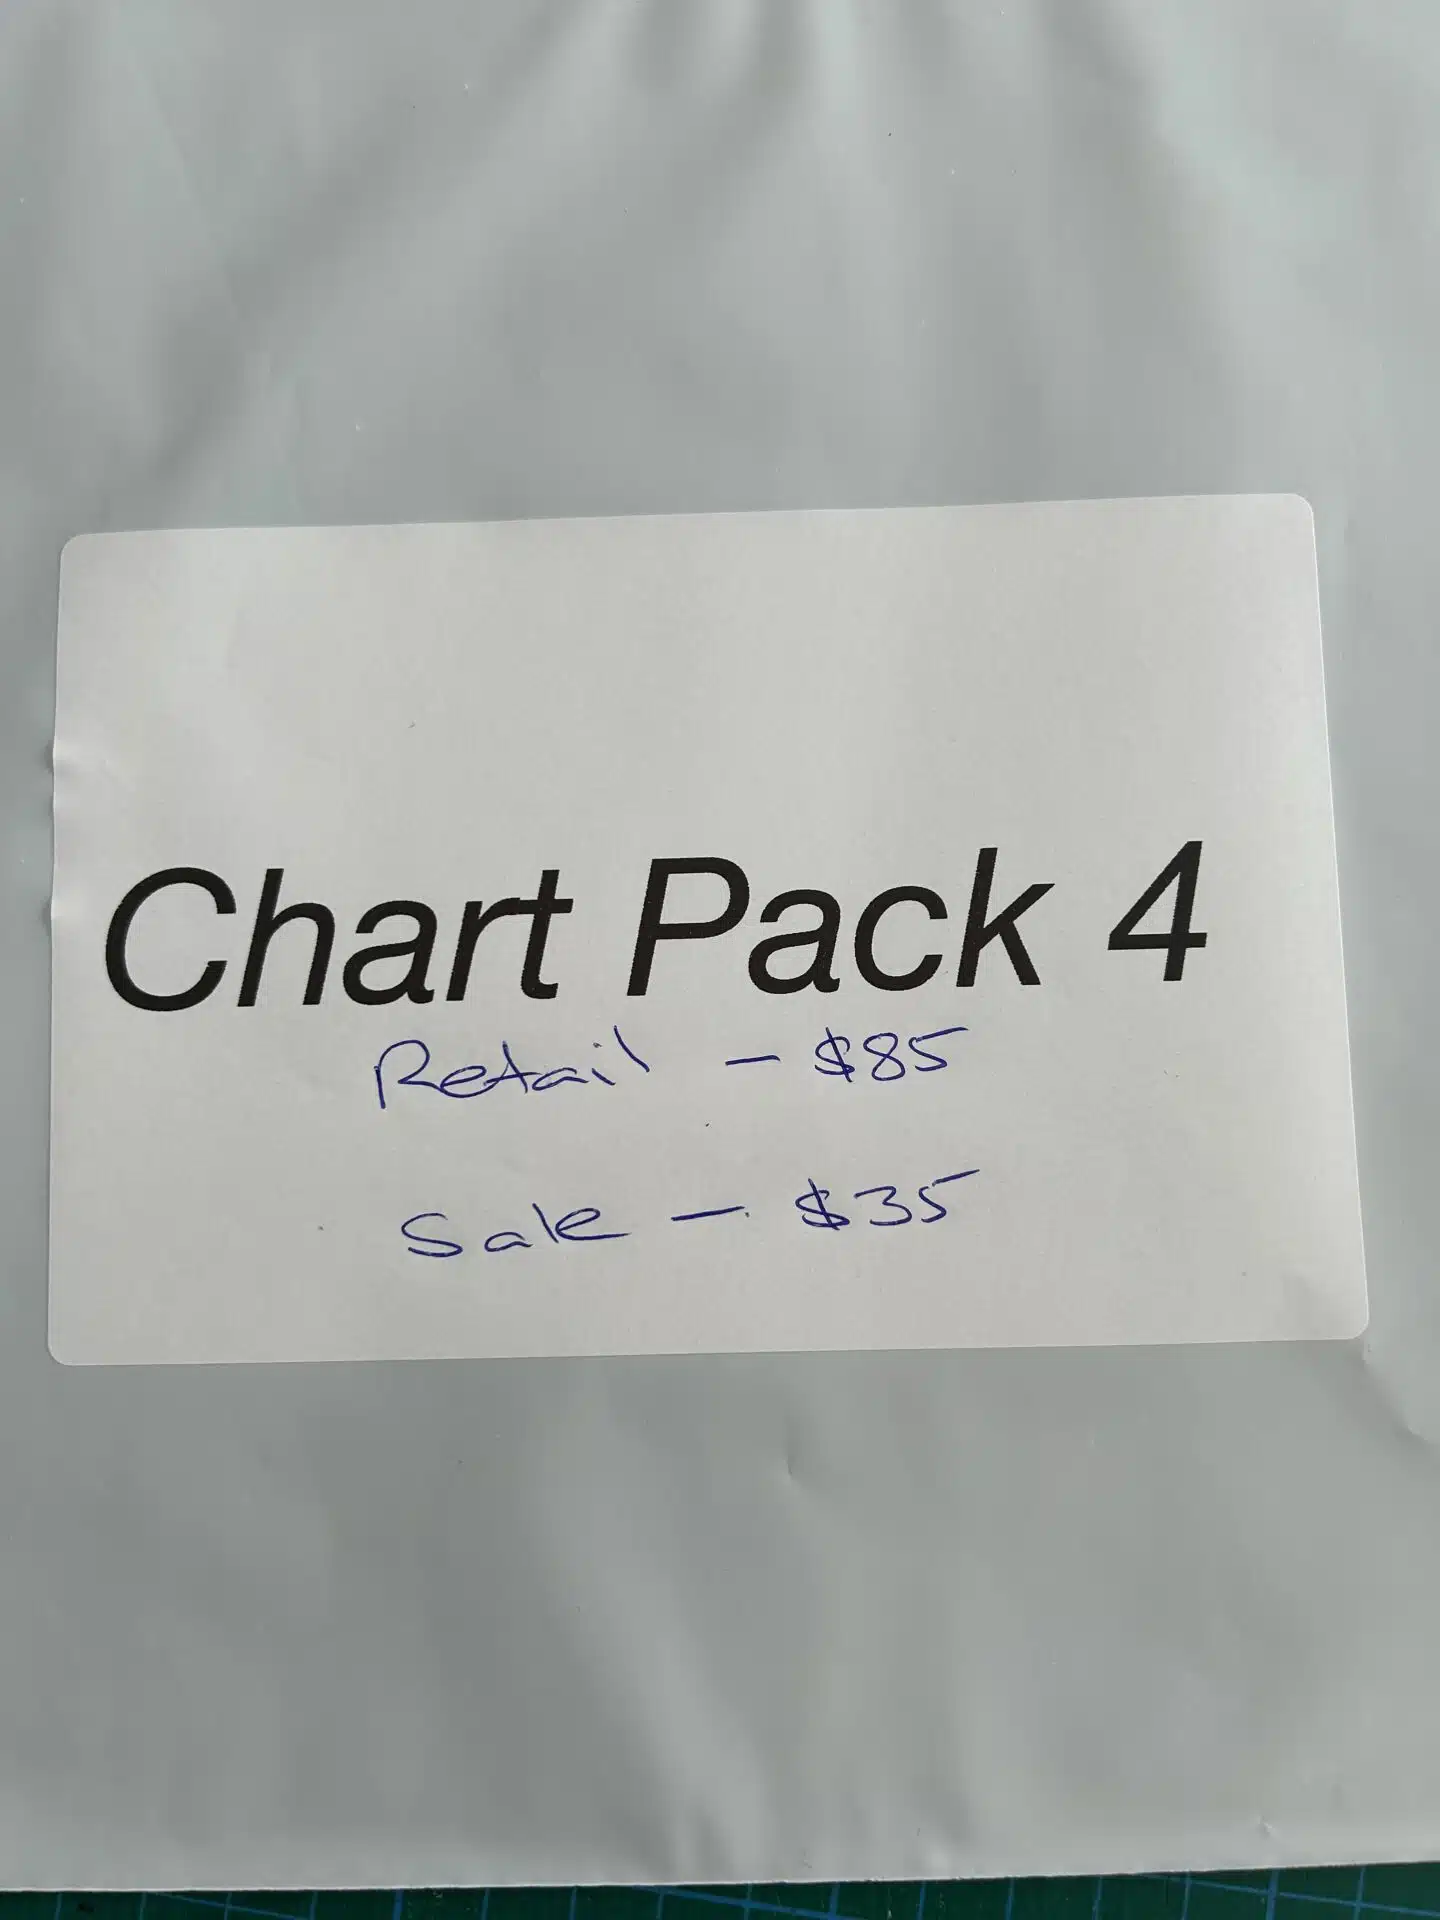 Chart Pack 4
Retail - $85
Sale - $35